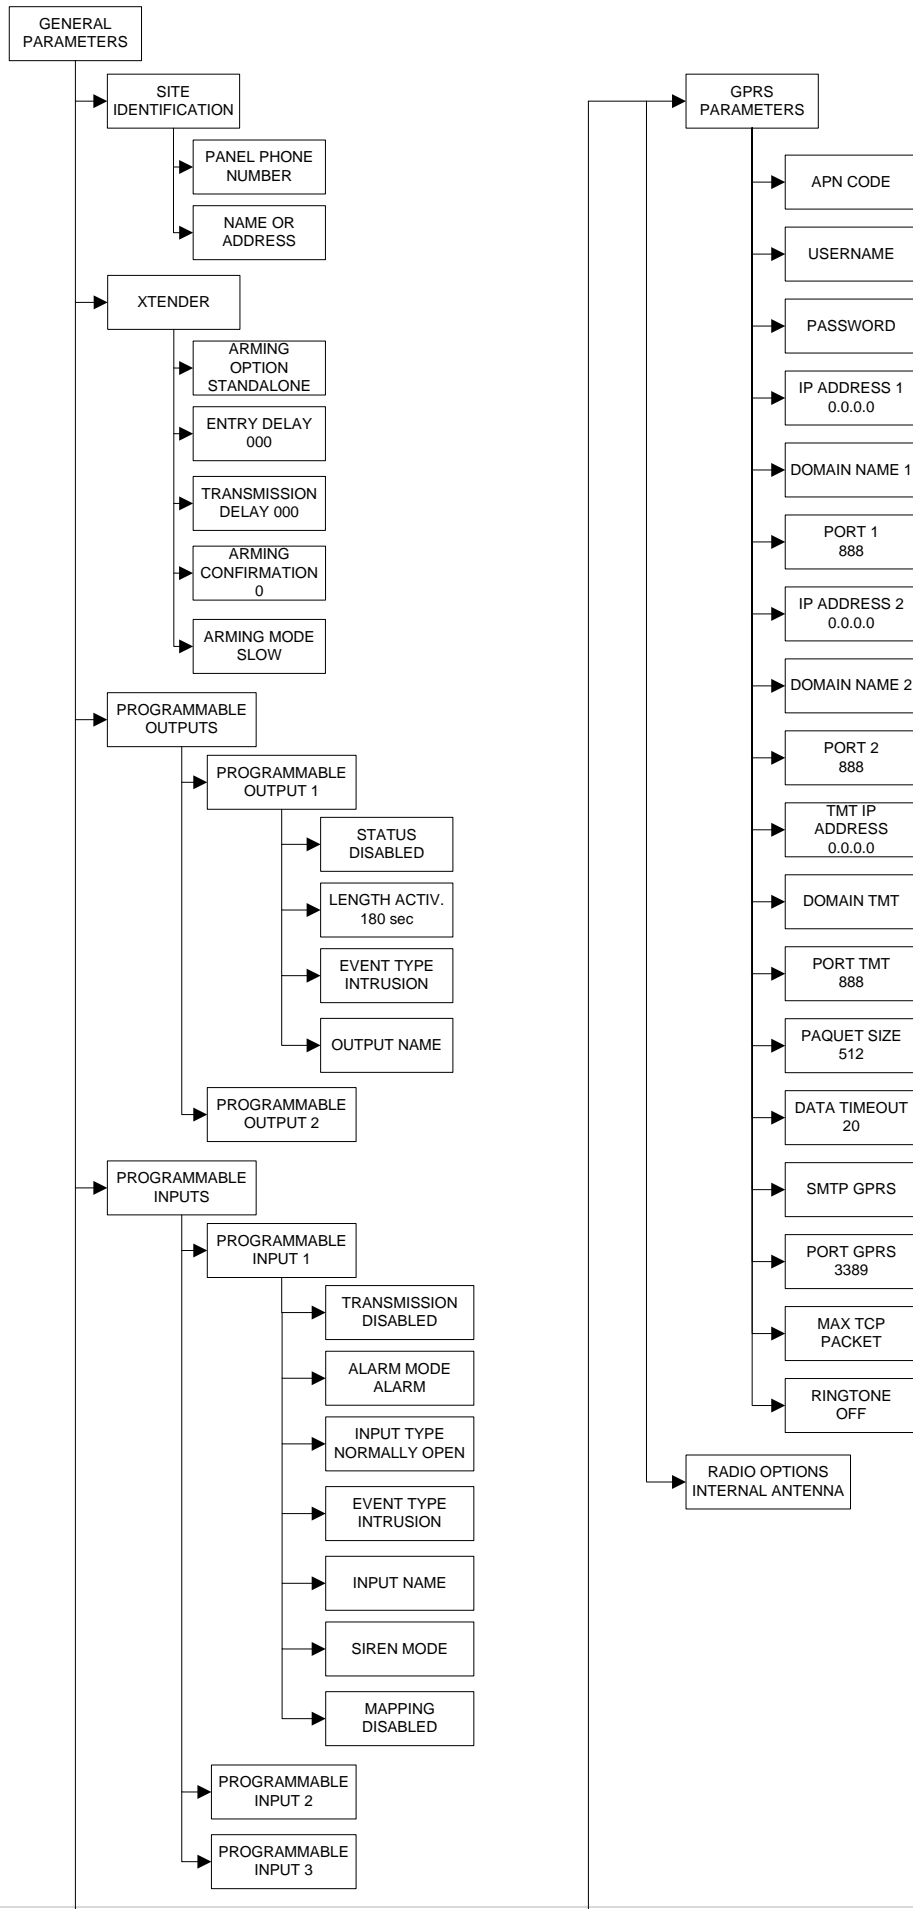 GENERAL
PARAMETERS
SITE
IDENTIFICATION
PANEL PHONE
NUMBER
NAME OR
ADDRESS
XTENDER
ARMING
OPTION
STANDALONE
ENTRY DELAY
000
TRANSMISSION
DELAY 000
ARMING
CONFIRMATION
0
ARMING MODE
SLOW
PROGRAMMABLE
OUTPUTS
PROGRAMMABLE
OUTPUT 1
STATUS
DISABLED
LENGTH ACTIV.
180 sec
EVENT TYPE
INTRUSION
OUTPUT NAME
PROGRAMMABLE
OUTPUT 2
PROGRAMMABLE
INPUTS
PROGRAMMABLE
INPUT 1
TRANSMISSION
DISABLED
ALARM MODE
ALARM
INPUT TYPE
NORMALLY OPEN
EVENT TYPE
INTRUSION
INPUT NAME
SIREN MODE
MAPPING
DISABLED
PROGRAMMABLE
INPUT 2
PROGRAMMABLE
INPUT 3
GPRS
PARAMETERS
APN CODE
USERNAME
PASSWORD
IP ADDRESS 1
0.0.0.0
DOMAIN NAME 1
PORT 1
888
IP ADDRESS 2
0.0.0.0
DOMAIN NAME 2
PORT 2
888
TMT IP
ADDRESS
0.0.0.0
DOMAIN TMT
PORT TMT
888
PAQUET SIZE
512
DATA TIMEOUT
20
SMTP GPRS
PORT GPRS
3389
MAX TCP
PACKET
RINGTONE
OFF
RADIO OPTIONS
INTERNAL ANTENNA